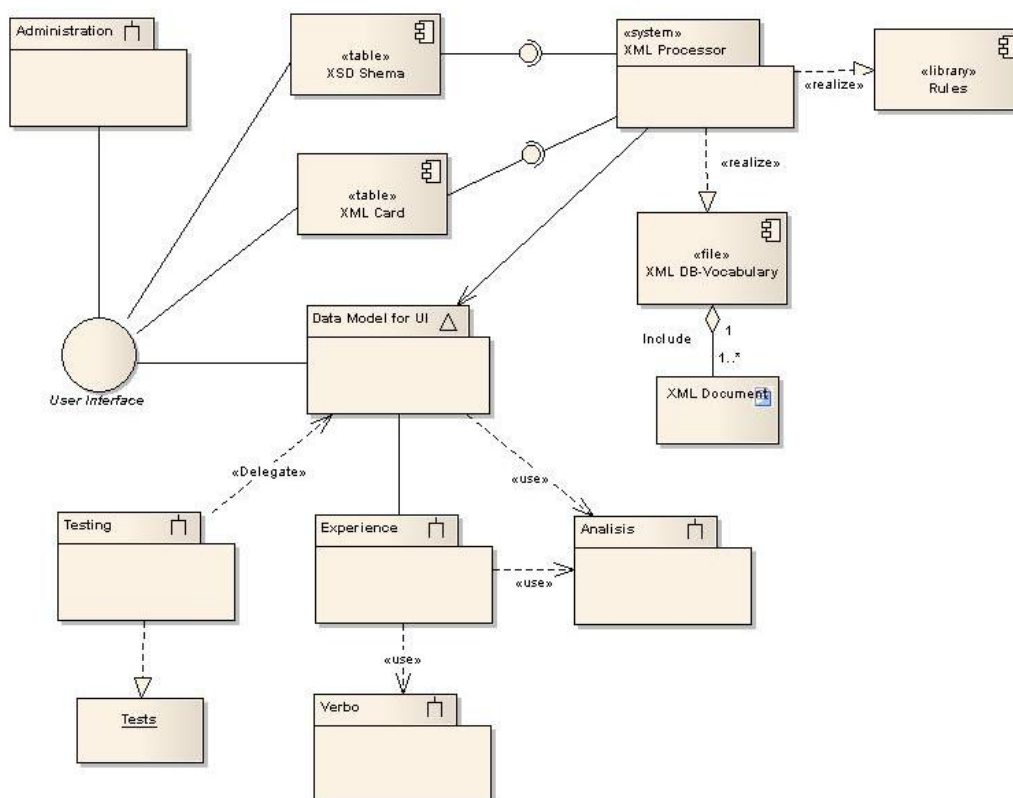 Administration
«table»
XSD Shema
«system»
XML Processor
«library»
Rules
«realize»
«realize»
«table»
XML Card
«file»
XML DB-Vocabulary
Data Model for UI
Include
1
1..*
XML Document
User Interface
«Delegate»
«use»
Testing
Experience
Analisis
«use»
«use»
Tests
Verbo